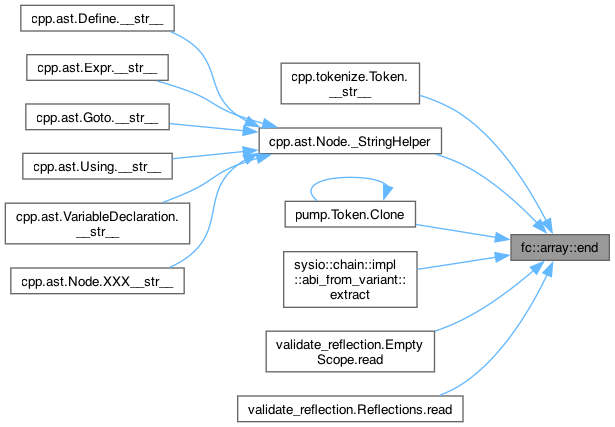 cpp.ast.Define.__str__
cpp.ast.Expr.__str__
cpp.ast.Goto.__str__
cpp.ast.Using.__str__
cpp.ast.VariableDeclaration.
__str__
cpp.ast.Node.XXX__str__
cpp.tokenize.Token.
__str__
cpp.ast.Node._StringHelper
pump.Token.Clone
sysio::chain::impl
::abi_from_variant::
extract
validate_reflection.Empty
Scope.read
validate_reflection.Reflections.read
fc::array::end